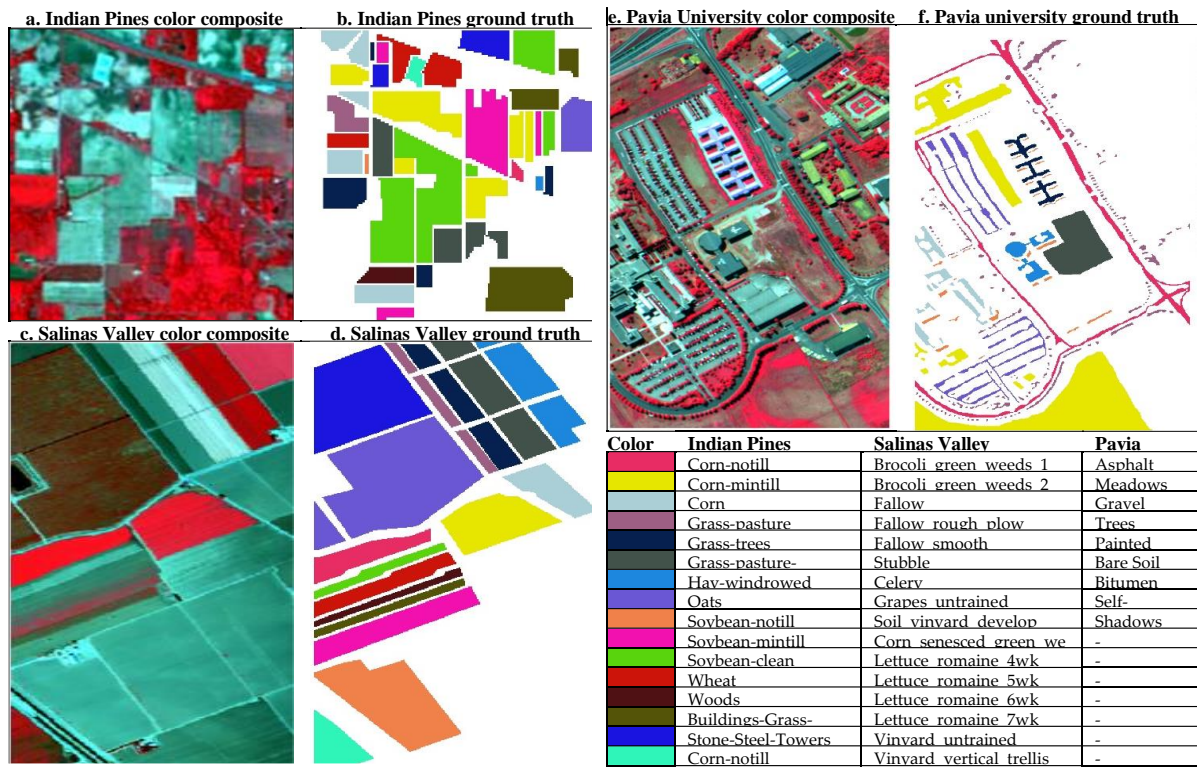 a. Indian Pines color composite
b. Indian Pines ground truth
e. Pavia University color composite
f. Pavia university ground truth
c. Salinas Valley color composite
d. Salinas Valley ground truth
Color Indian Pines Salinas Valley Pavia
Corn-notill Brocoli green weeds 1 Asphalt
Corn-mintill Brocoli green weeds 2 Meadows
Corn Fallow Gravel
Grass-pasture Fallow rough plow Trees
Grass-trees Fallow smooth Painted
Grass-pasture- Stubble Bare Soil
Hay-windrowed Celery Bitumen
Oats Grapes untrained Self-
Soybean-notill Soil vinyard develop Shadows
Soybean-mintill Corn senesced green we -
Soybean-clean Lettuce romaine 4wk -
Wheat Lettuce romaine 5wk -
Woods Lettuce romaine 6wk -
Buildings-Grass- Lettuce romaine 7wk -
Stone-Steel-Towers Vinyard untrained -
Corn-notill Vinyard vertical trellis -